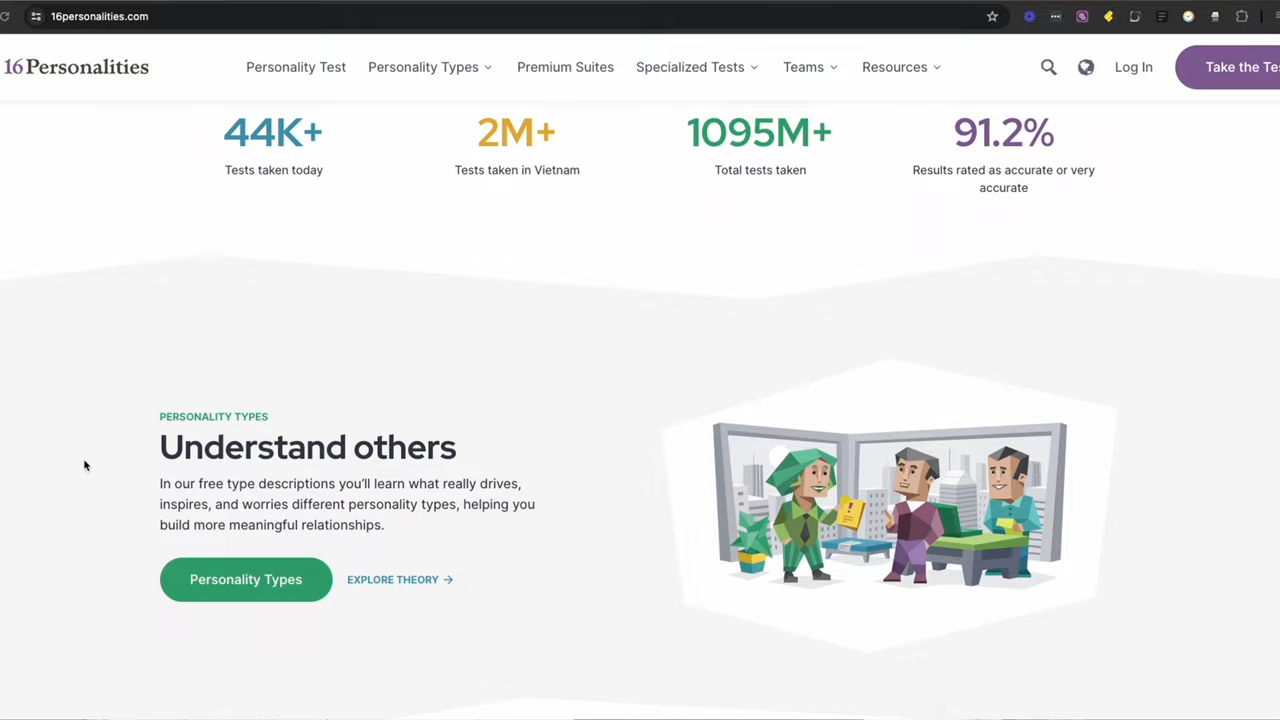 16personalities.com
16Personalities
Personality Test
Personality Types
Premium Suites
Specialized Tests
Teams
Resources
Log In
Take the Tes
44K+
Tests taken today
2M+
Tests taken in Vietnam
1095M+
Total tests taken
91.2%
Results rated as accurate or very
accurate
PERSONALITY TYPES
Understand others
In our free type descriptions you’ll learn what really drives,
inspires, and worries different personality types, helping you
build more meaningful relationships.
Personality Types
EXPLORE THEORY →